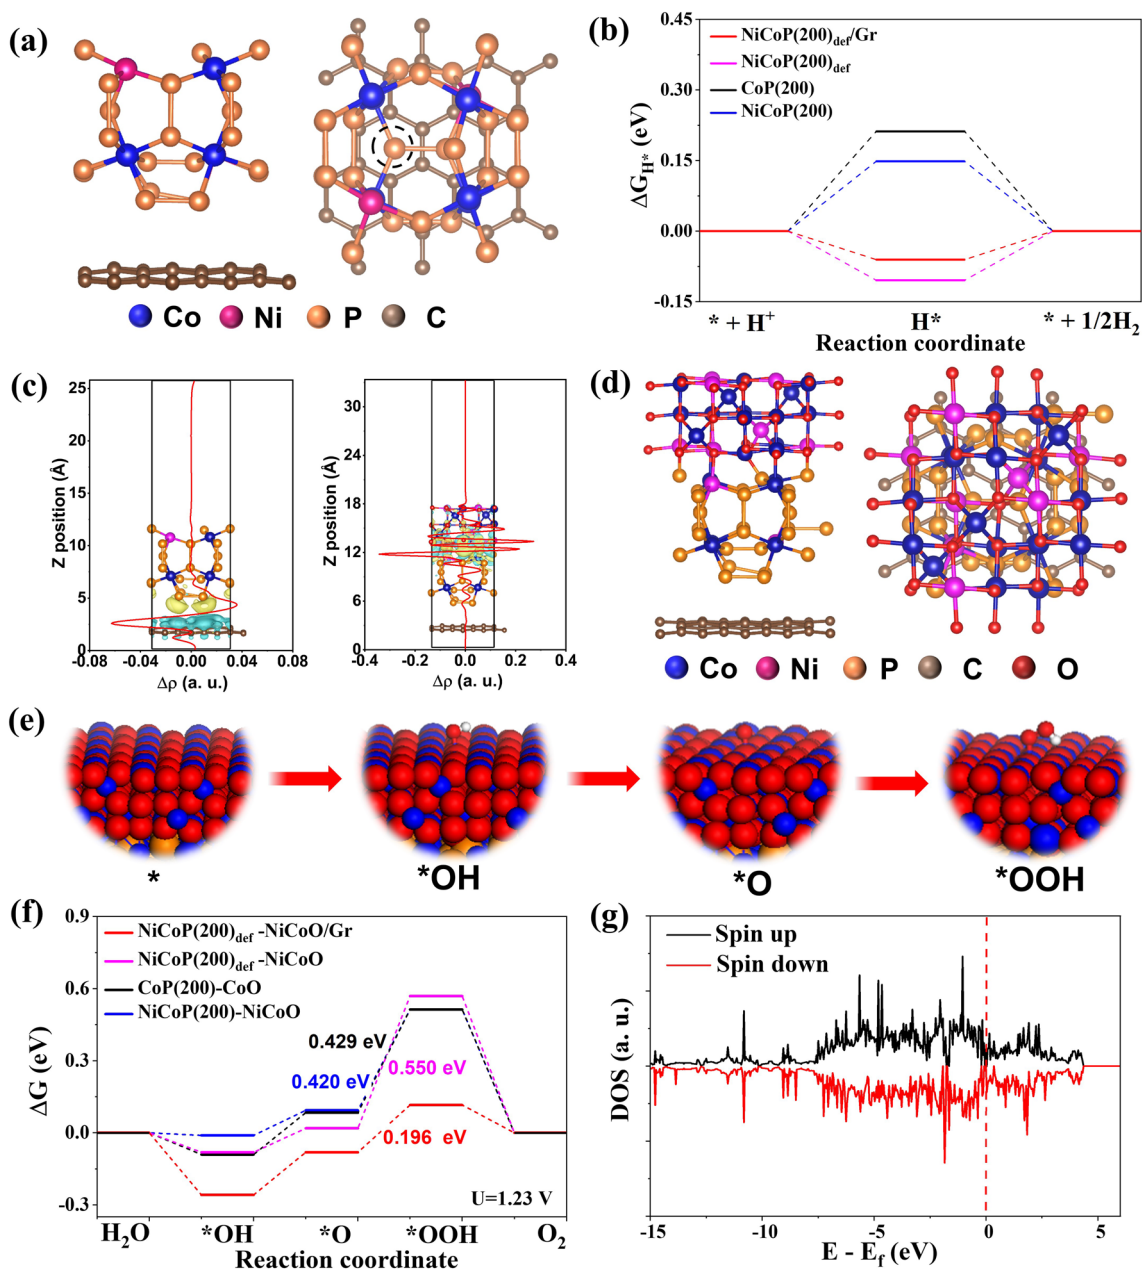 (a)
Co Ni P C
(b)
0.45
0.30
0.15
0.00
-0.15
ΔG_H* (eV)
NiCoP(200)_def/Gr
NiCoP(200)_def
CoP(200)
NiCoP(200)
* + H⁺ H* * + 1/2H₂
Reaction coordinate
(c)
25
20
15
10
5
0
Z position (Å)
-0.08 -0.04 0.00 0.04 0.08
Δρ (a. u.)
30
24
18
12
6
0
Z position (Å)
-0.4 -0.2 0.0 0.2 0.4
Δρ (a. u.)
(d)
Co Ni P C O
(e)
* *OH *O *OOH
(f)
0.9
0.6
0.3
0.0
-0.3
ΔG (eV)
NiCoP(200)_def -NiCoO/Gr
NiCoP(200)_def -NiCoO
CoP(200)-CoO
NiCoP(200)-NiCoO
0.429 eV
0.420 eV
0.550 eV
0.196 eV
U=1.23 V
H₂O *OH *O *OOH O₂
Reaction coordinate
(g)
DOS (a. u.)
Spin up
Spin down
-15 -10 -5 0 5
E - E_f (eV)